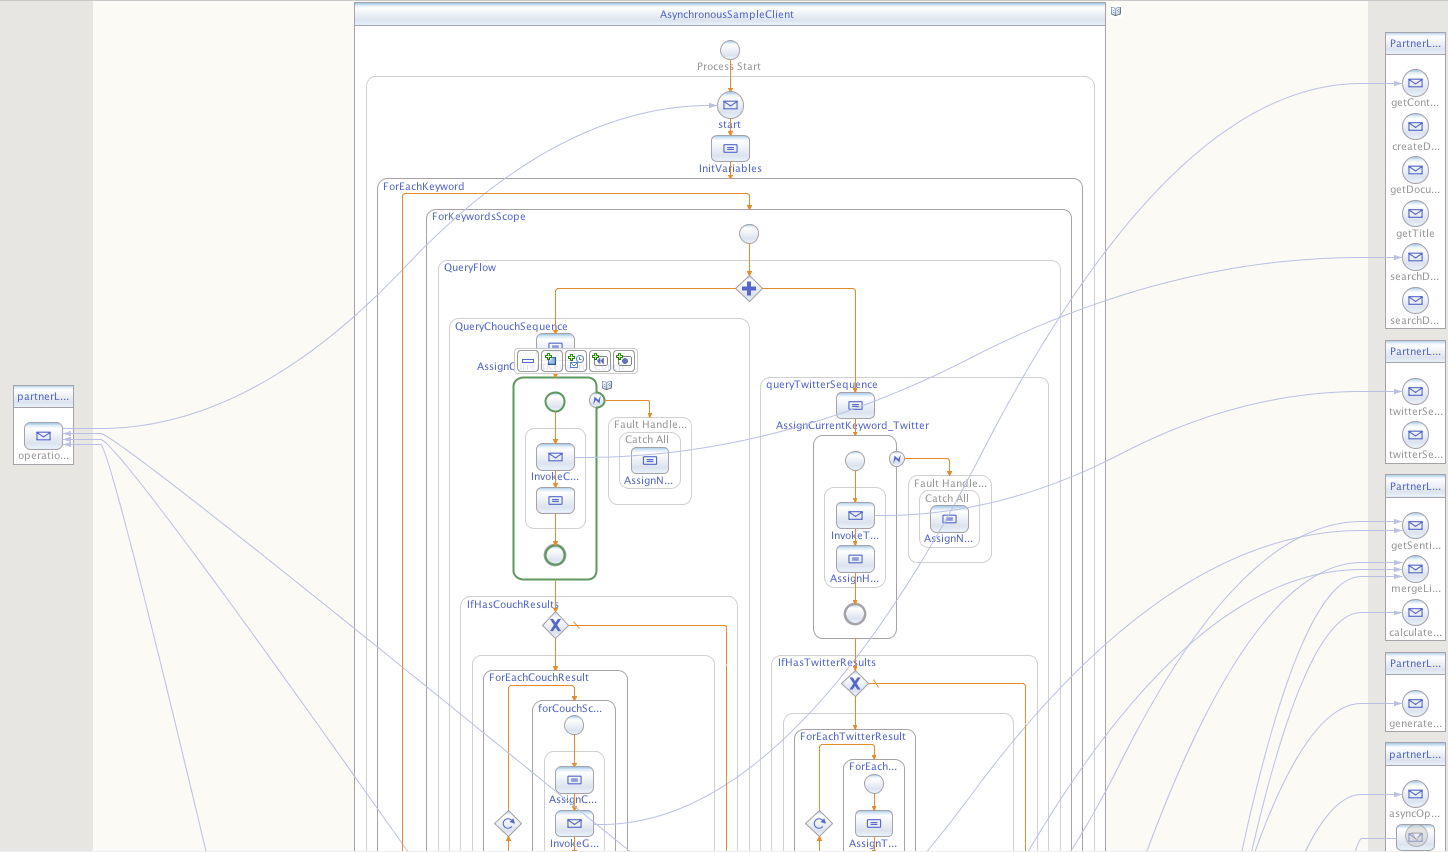 AsynchronousSampleClient
Process Start
start
InitVariables
ForEachKeyword
ForKeywordsScope
QueryFlow
QueryChouchSequence
queryTwitterSequence
AssignCurrentKeyword_Twitter
InvokeC...
Fault Handle...
Catch All
AssignN...
InvokeT...
AssignH...
Fault Handle...
Catch All
AssignN...
IfHasCouchResults
IfHasTwitterResults
ForEachCouchResult
forCouchSc...
AssignC...
InvokeG...
ForEachTwitterResult
ForEach...
AssignT...
partnerL...
operatio...
PartnerL...
getCont...
createD...
getDocu...
getTitle
searchD...
searchD...
PartnerL...
twitterSe...
twitterSe...
PartnerL...
getSenti...
mergeLi...
calculate...
PartnerL...
generate...
partnerL...
asyncOp...